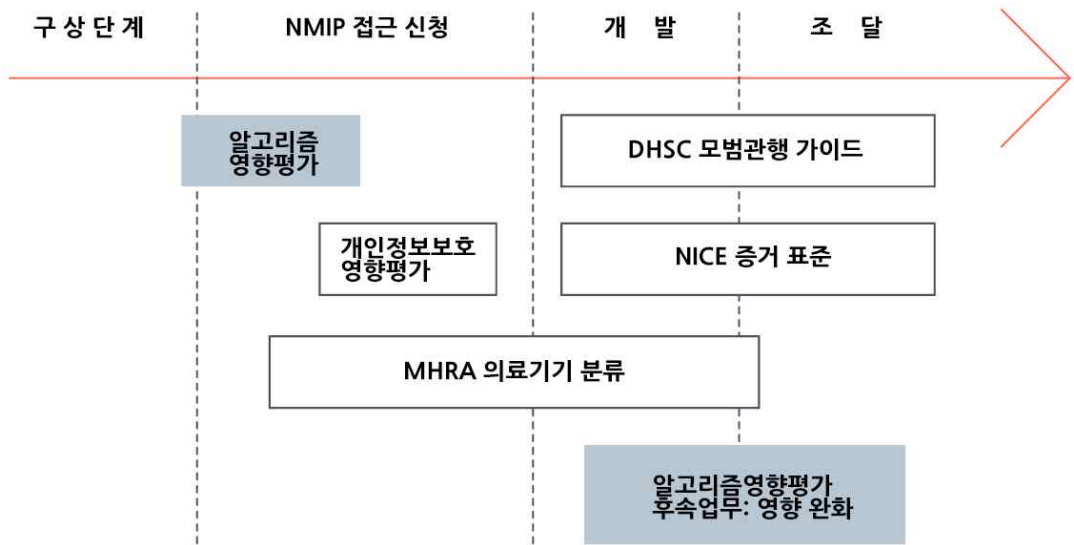 구 상 단 계
NMIP 접근 신청
개 발
조 달
알고리즘
영향평가
DHSC 모범관행 가이드
개인정보보호
영향평가
NICE 증거 표준
MHRA 의료기기 분류
알고리즘영향평가
후속업무: 영향 완화